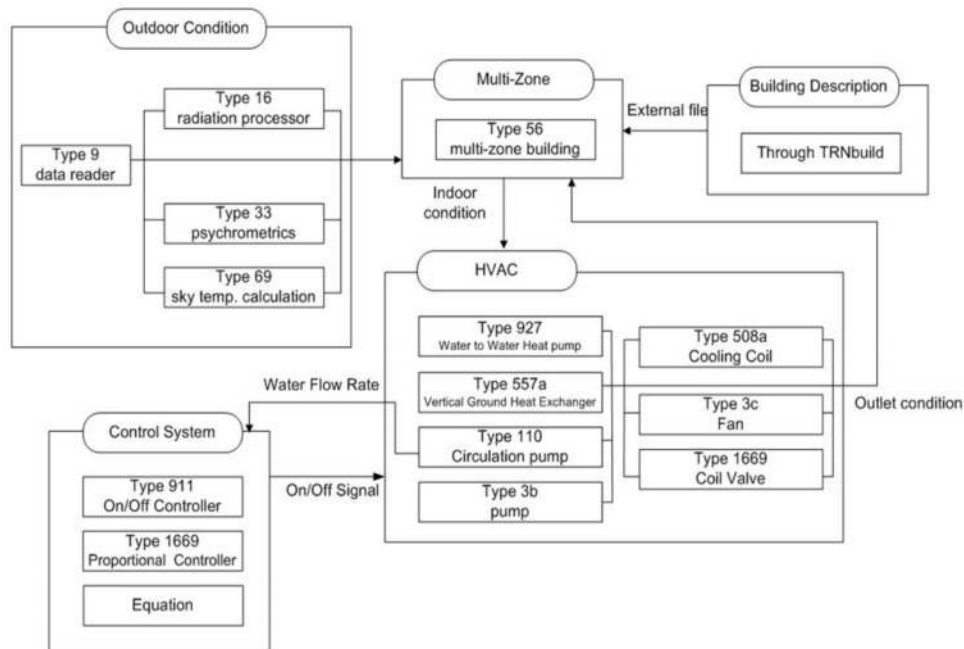 Outdoor Condition
Type 16
radiation processor
Type 9
data reader
Type 33
psychrometrics
Type 69
sky temp. calculation
Multi-Zone
Type 56
multi-zone building
External file
Building Description
Through TRNbuild
Indoor
condition
HVAC
Type 927
Water to Water Heat pump
Type 557a
Vertical Ground Heat Exchanger
Type 110
Circulation pump
Type 3b
pump
Type 508a
Cooling Coil
Type 3c
Fan
Type 1669
Coil Valve
Outlet condition
Water Flow Rate
Control System
Type 911
On/Off Controller
Type 1669
Proportional Controller
Equation
On/Off Signal